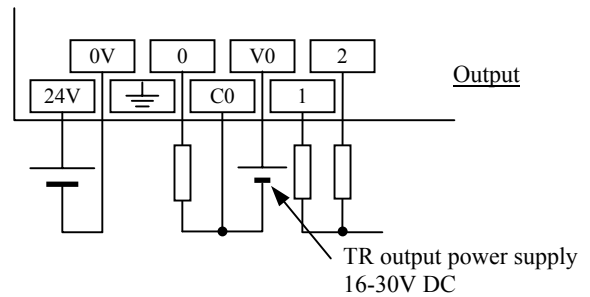 0V 0 V0 2
Output
24V C0 1
TR output power supply
16-30V DC